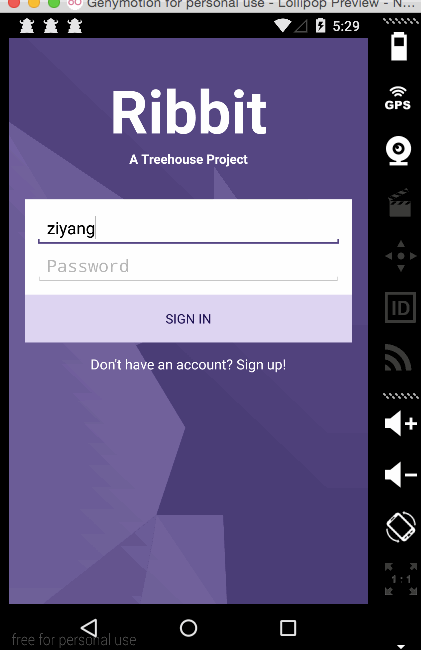 Genymotion for personal use - Lollipop Preview - N...
5:29
GPS
Ribbit
A Treehouse Project
ziyang
Password
SIGN IN
ID
Don't have an account? Sign up!
1:1
free for personal use